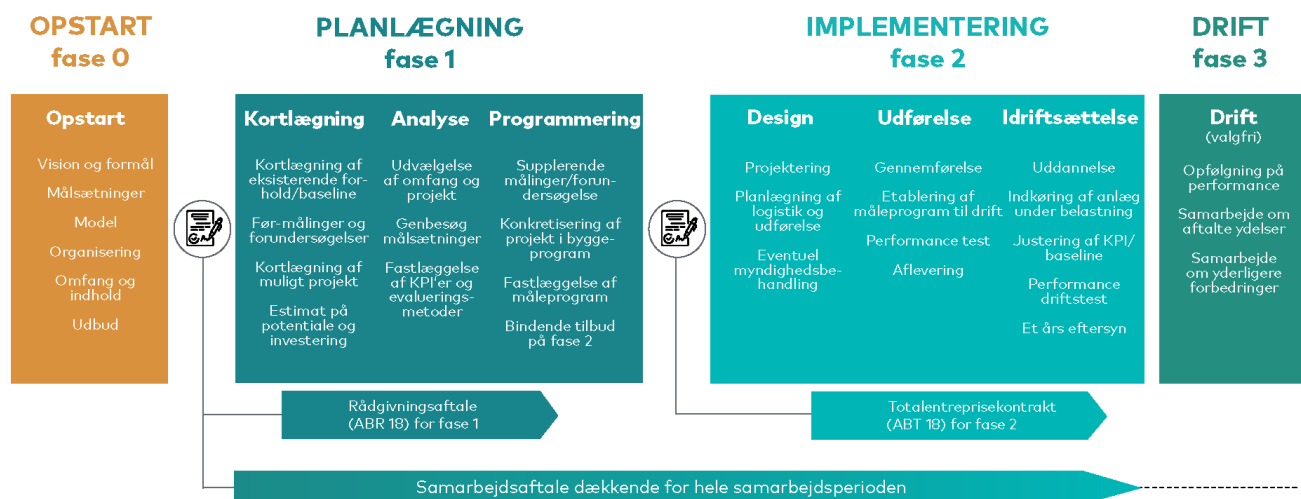 OPSTART
fase 0
Opstart
Vision og formål
Målsætninger
Model
Organisering
Omfang og
indhold
Udbud
PLANLÆGNING
fase 1
Kortlægning
Kortlægning af
eksisterende for-
hold/baseline
Før-målinger og
forundersøgelser
Kortlægning af
muligt projekt
Estimat på
potentiale og
investering
Analyse
Udvælgelse
af omfang og
projekt
Genbesøg
målsætninger
Fastlæggelse
af KPI'er og
evaluerings-
metoder
Programmering
Supplerende
målinger/forun-
dersøgelse
Konkretisering af
projekt i bygge-
program
Fastlæggelse af
måleprogram
Bindende tilbud
på fase 2
IMPLEMENTERING
fase 2
Design
Projektering
Planlægning af
logistik og
udførelse
Eventuel
myndighedsbe-
handling
Udførelse
Gennemførelse
Etablering af
måleprogram til drift
Performance test
Aflevering
Idriftsættelse
Uddannelse
Indkøring af anlæg
under belastning
Justering af KPI/
baseline
Performance
driftstest
Et års eftersyn
DRIFT
fase 3
Drift
(valgfri)
Opfølgning på
performance
Samarbejde om
aftalte ydelser
Samarbejde
om yderligere
forbedringer
Rådgivningsaftale
(ABR 18) for fase 1
Totalentreprisekontrakt
(ABT 18) for fase 2
Samarbejdsaftale dækkende for hele samarbejdsperioden